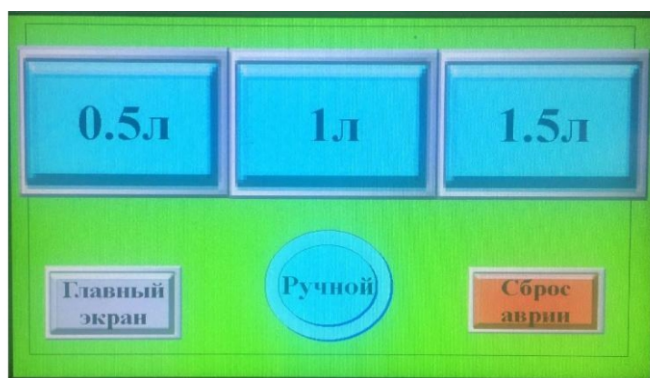 0.5л
1л
1.5л
Главный
экран
Ручной
Сброс
аврии